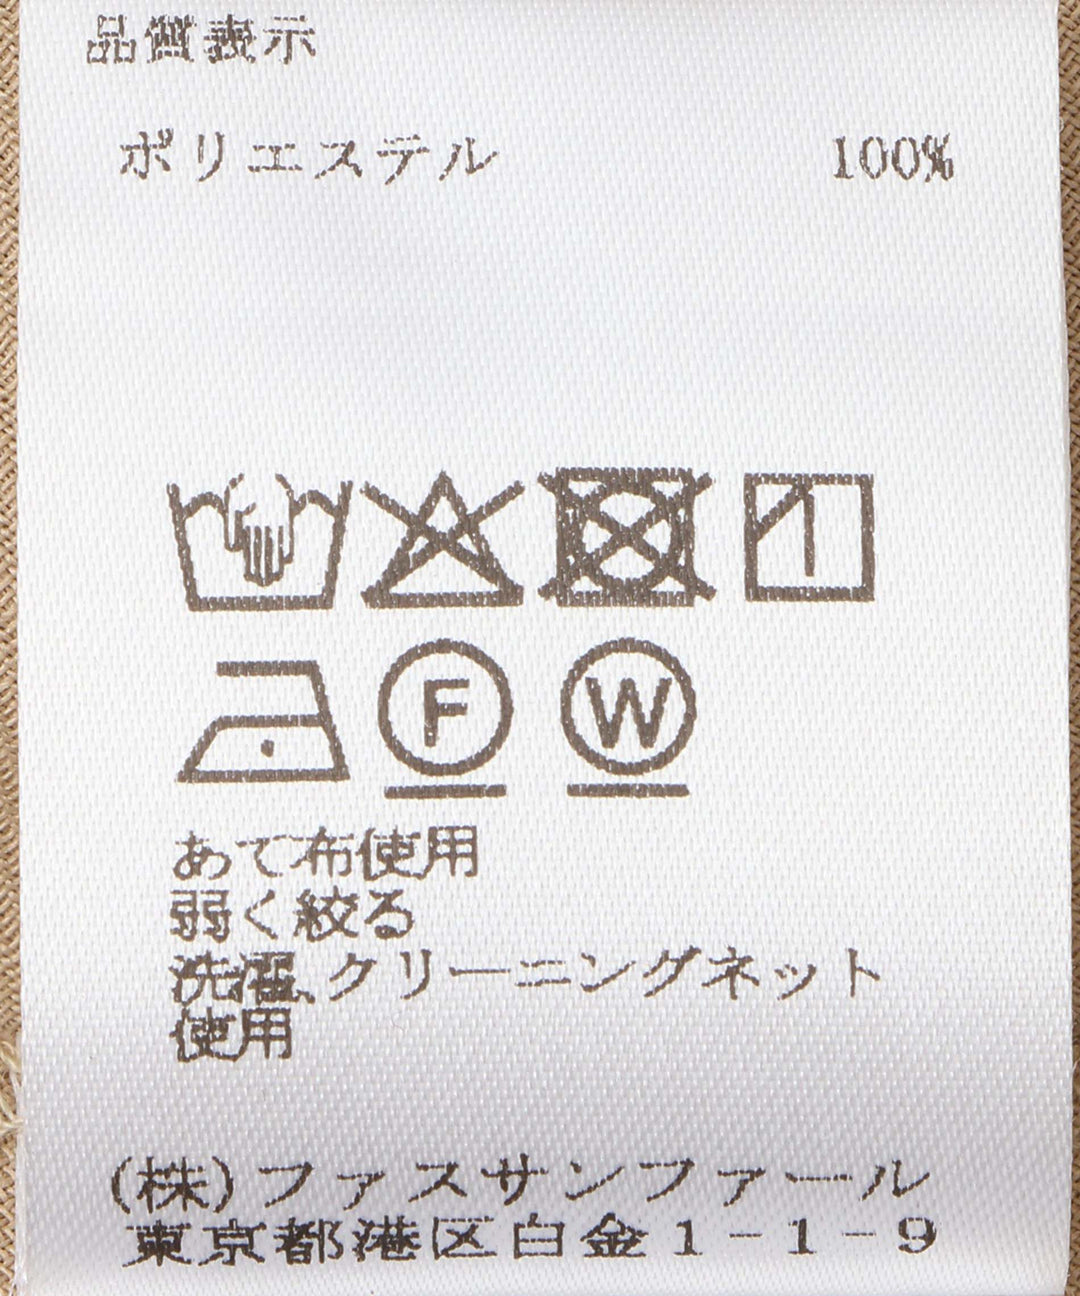 品質表示
ポリエステル 100%
F W
あて布使用
弱く絞る
洗濯、クリーニングネット
使用
(株)ファスサンファール
東京都港区白金1-1-9